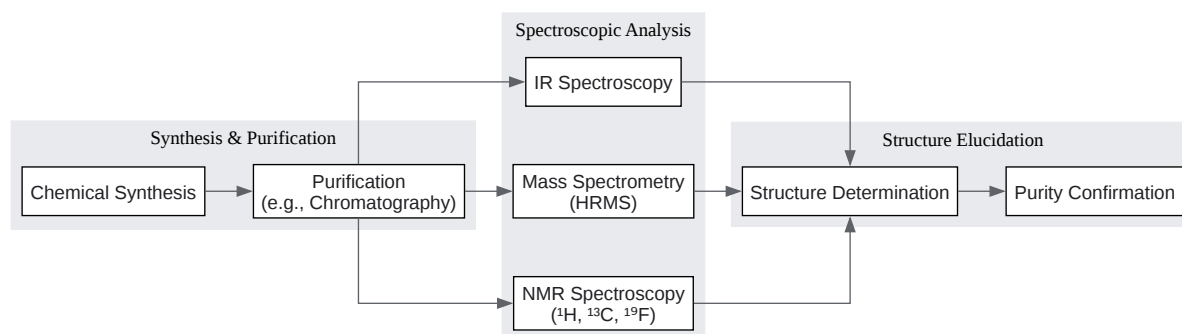 Spectroscopic Analysis
IR Spectroscopy
Synthesis & Purification
Structure Elucidation
Chemical Synthesis
Purification
(e.g., Chromatography)
Mass Spectrometry
(HRMS)
Structure Determination
Purity Confirmation
NMR Spectroscopy
(¹H, ¹³C, ¹⁹F)